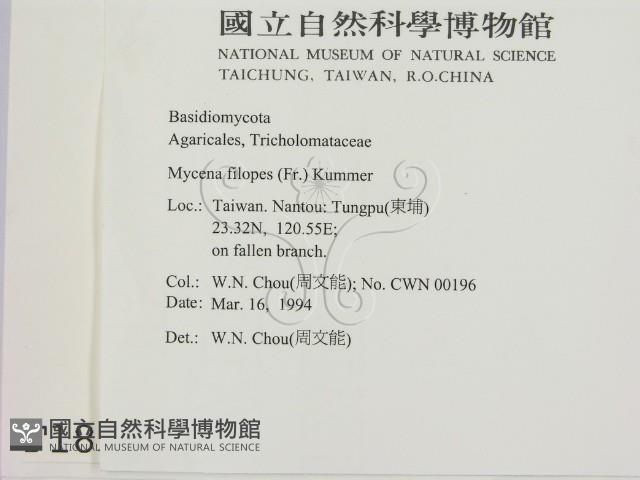 國立自然科學博物館
NATIONAL MUSEUM OF NATURAL SCIENCE
TAICHUNG, TAIWAN, R.O.CHINA
Basidiomycota
Agaricales, Tricholomataceae
Mycena filopes (Fr.) Kummer
Loc.: Taiwan. Nantou: Tungpu(東埔)
23.32N, 120.55E;
on fallen branch.
Col.: W.N. Chou(周文能); No. CWN 00196
Date: Mar. 16, 1994
Det.: W.N. Chou(周文能)
國立自然科學博物館
NATIONAL MUSEUM OF NATURAL SCIENCE